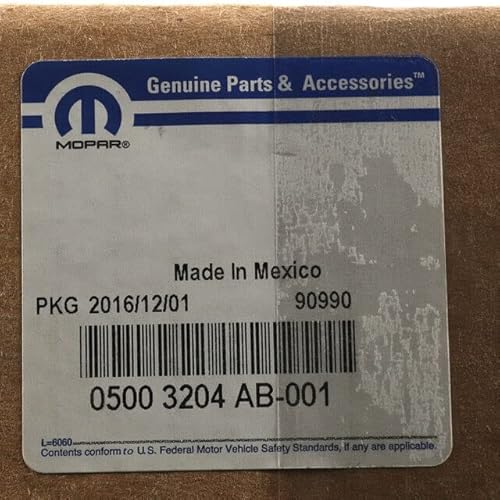 Genuine Parts & Accessories™
MOPAR®
Made In Mexico
PKG 2016/12/01 90990
0500 3204 AB-001
L=6060
Contents conform to U.S. Federal Motor Vehicle Safety Standards, if any are applicable.